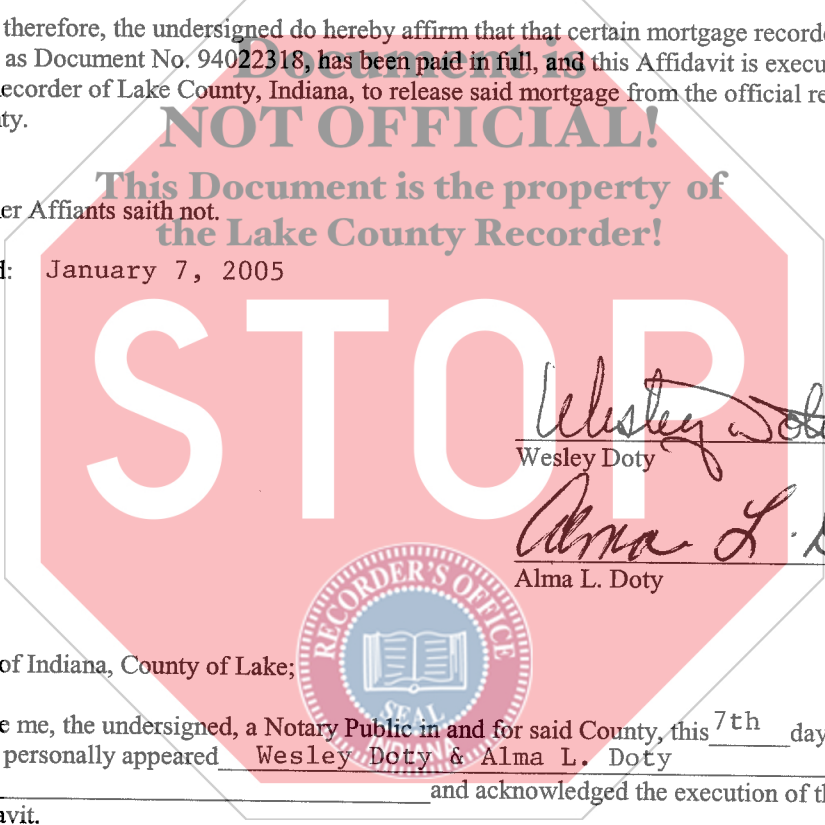 therefore, the undersigned do hereby affirm that that certain mortgage recorde
as Document No. 94022318, has been paid in full, and this Affidavit is execu
Document is
ecorder of Lake County, Indiana, to release said mortgage from the official re
ty.
NOT OFFICIAL!
This Document is the property of
er Affiants saith not.
the Lake County Recorder!
d: January 7, 2005
STOP
Wesley Doty
Wesley Doty
Alma L. D
Alma L. Doty
RECORDER'S OFFICE
SEAL
INDIANA
of Indiana, County of Lake;
e me, the undersigned, a Notary Public in and for said County, this 7th day
personally appeared Wesley Doty & Alma L. Doty
and acknowledged the execution of th
avit.